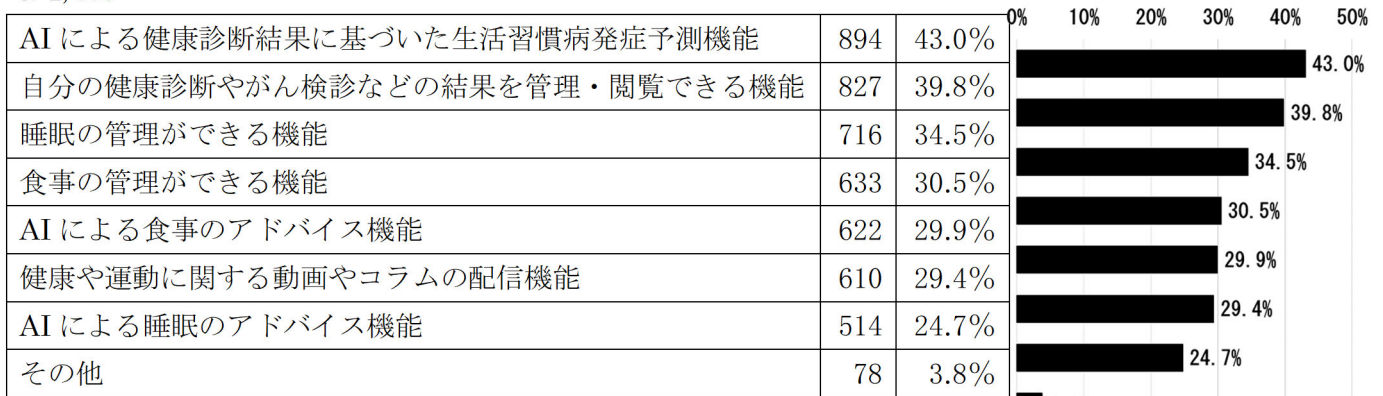 0% 10% 20% 30% 40% 50%
AIによる健康診断結果に基づいた生活習慣病発症予測機能 894 43.0%
自分の健康診断やがん検診などの結果を管理・閲覧できる機能 827 39.8%
睡眠の管理ができる機能 716 34.5%
食事の管理ができる機能 633 30.5%
AIによる食事のアドバイス機能 622 29.9%
健康や運動に関する動画やコラムの配信機能 610 29.4%
AIによる睡眠のアドバイス機能 514 24.7%
その他 78 3.8%
43.0%
39.8%
34.5%
30.5%
29.9%
29.4%
24.7%